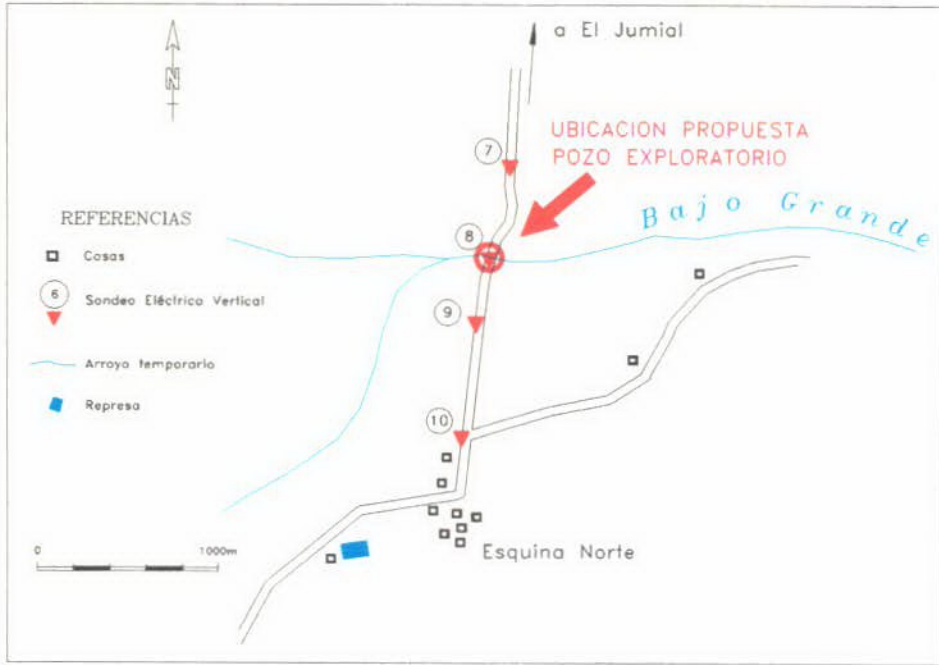 a El Jumial
N
7
UBICACION PROPUESTA
POZO EXPLORATORIO
REFERENCIAS
Bajo Grande
8
Casas
6
Sondeo Eléctrico Vertical
9
Arroyo temporario
Represa
10
0
1000m
Esquina Norte